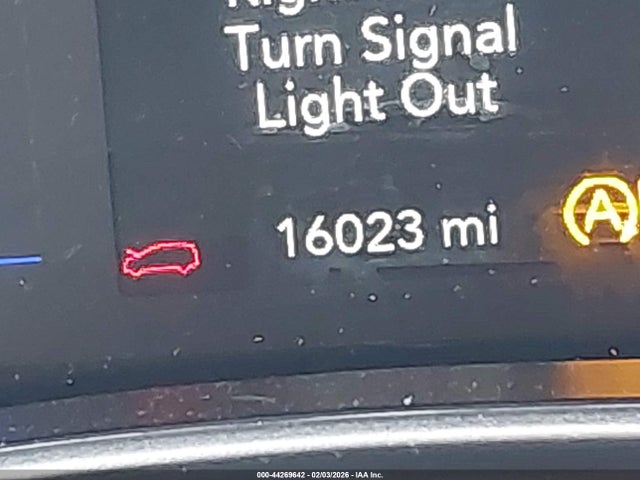 Turn Signal
Light Out
16023 mi
A
000-44269642 - 02/03/2026 - IAA Inc.